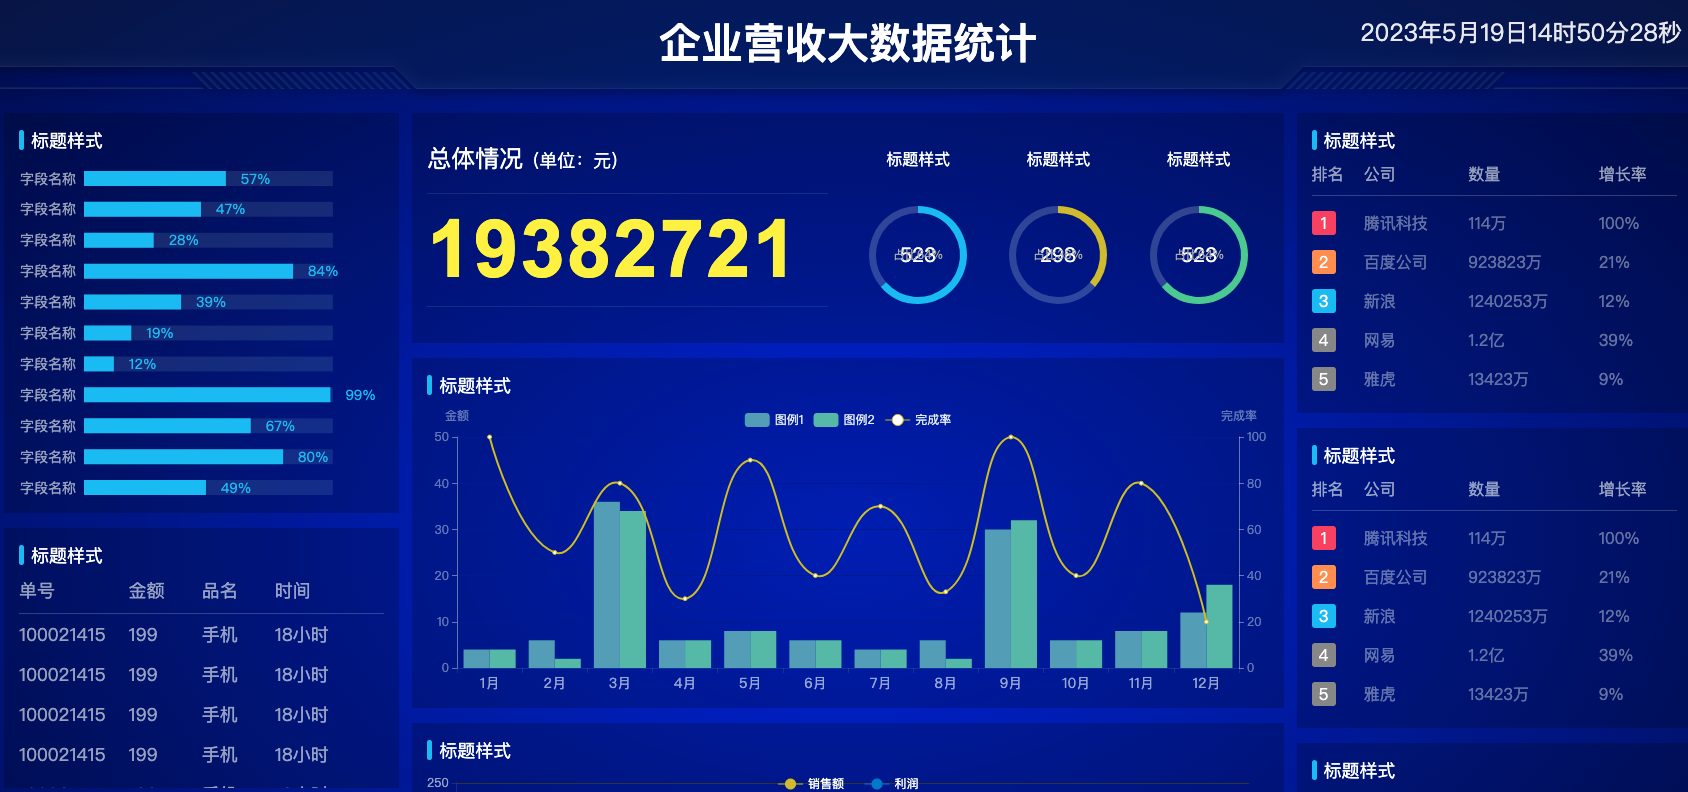 企业营收大数据统计
2023年5月19日14时50分28秒
标题样式
字段名称 57%
字段名称 47%
字段名称 28%
字段名称 84%
字段名称 39%
字段名称 19%
字段名称 12%
字段名称 99%
字段名称 67%
字段名称 80%
字段名称 49%
标题样式
单号 金额 品名 时间
100021415 199 手机 18小时
100021415 199 手机 18小时
100021415 199 手机 18小时
100021415 199 手机 18小时
总体情况 (单位：元)
19382721
标题样式 标题样式 标题样式
523 298 523
标题样式
金额 图例1 图例2 完成率 完成率
50 100
40 80
30 60
20 40
10 20
0 0
1月 2月 3月 4月 5月 6月 7月 8月 9月 10月 11月 12月
标题样式
250 销售额 利润
标题样式
排名 公司 数量 增长率
1 腾讯科技 114万 100%
2 百度公司 923823万 21%
3 新浪 1240253万 12%
4 网易 1.2亿 39%
5 雅虎 13423万 9%
标题样式
排名 公司 数量 增长率
1 腾讯科技 114万 100%
2 百度公司 923823万 21%
3 新浪 1240253万 12%
4 网易 1.2亿 39%
5 雅虎 13423万 9%
标题样式